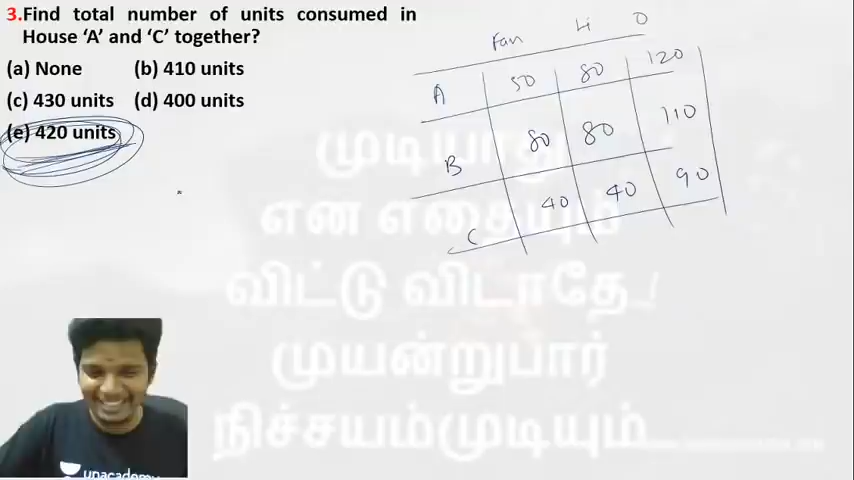 3.Find total number of units consumed in
House ‘A’ and ‘C’ together?
(a) None (b) 410 units
(c) 430 units (d) 400 units
(e) 420 units
Fan Li O
A 50 80 120
B 80 80 110
C 40 40 90
முடியாது
என எதையும்
விட்டு விடாதே..!
முயன்றுபார்
நிச்சயம்முடியும்
unacademy